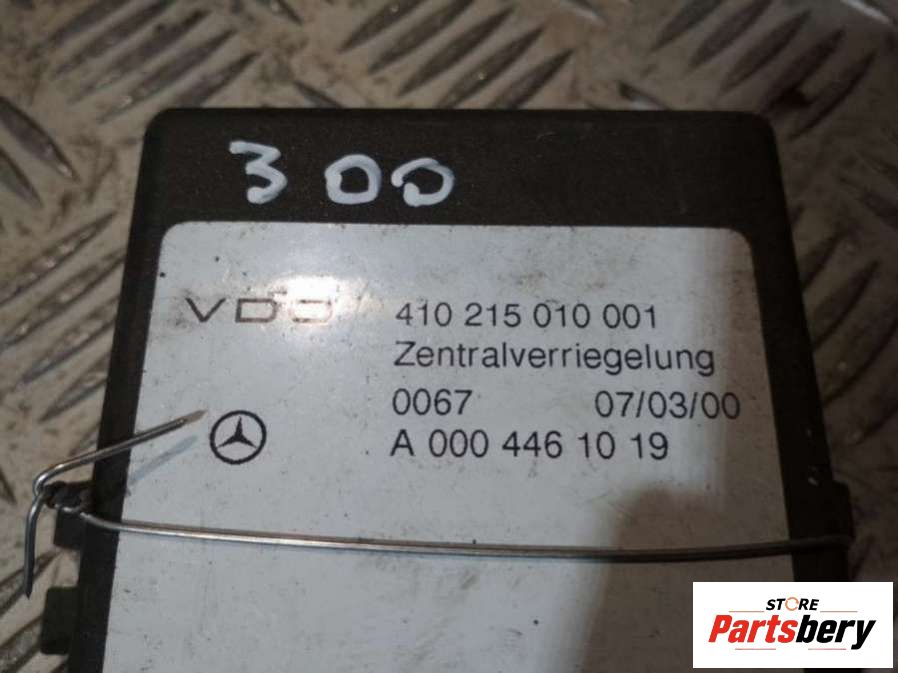 300
VDO 410 215 010 001
Zentralverriegelung
0067 07/03/00
A 000 446 10 19
STORE
Partsbery